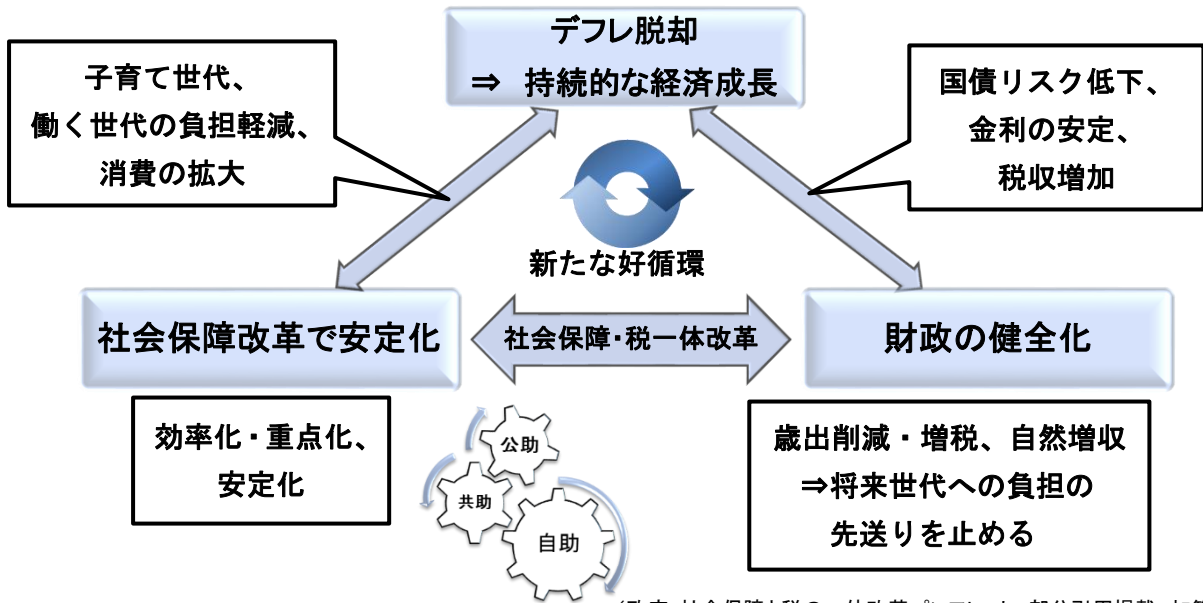 デフレ脱却
⇒ 持続的な経済成長
子育て世代、
働く世代の負担軽減、
消費の拡大
国債リスク低下、
金利の安定、
税収増加
新たな好循環
社会保障改革で安定化
社会保障・税一体改革
財政の健全化
効率化・重点化、
安定化
公助
共助
自助
歳出削減・増税、自然増収
⇒将来世代への負担の
先送りを止める